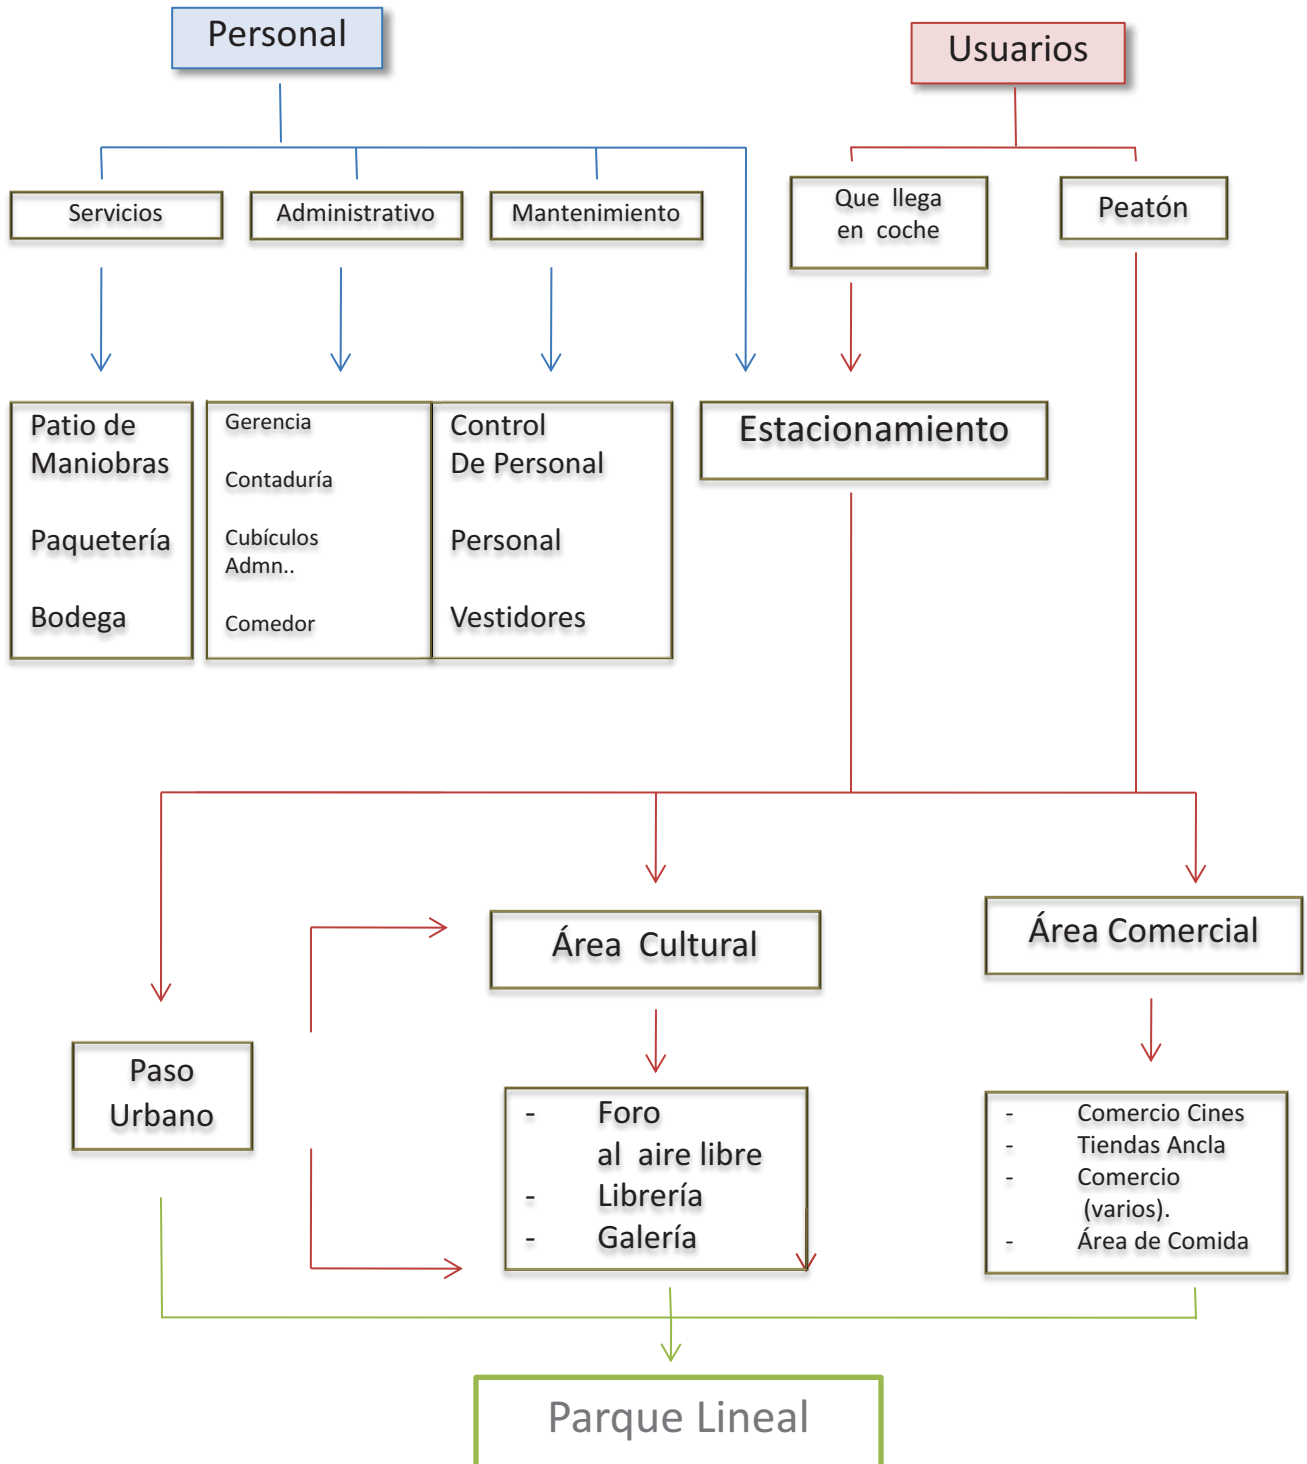 Personal
Usuarios
Servicios
Administrativo
Mantenimiento
Que llega
en coche
Peatón
Patio de
Maniobras
Paquetería
Bodega
Gerencia
Contaduría
Cubículos
Admn..
Comedor
Control
De Personal
Personal
Vestidores
Estacionamiento
Área Cultural
Área Comercial
Paso
Urbano
- Foro
al aire libre
- Librería
- Galería
- Comercio Cines
- Tiendas Ancla
- Comercio
(varios).
- Área de Comida
Parque Lineal